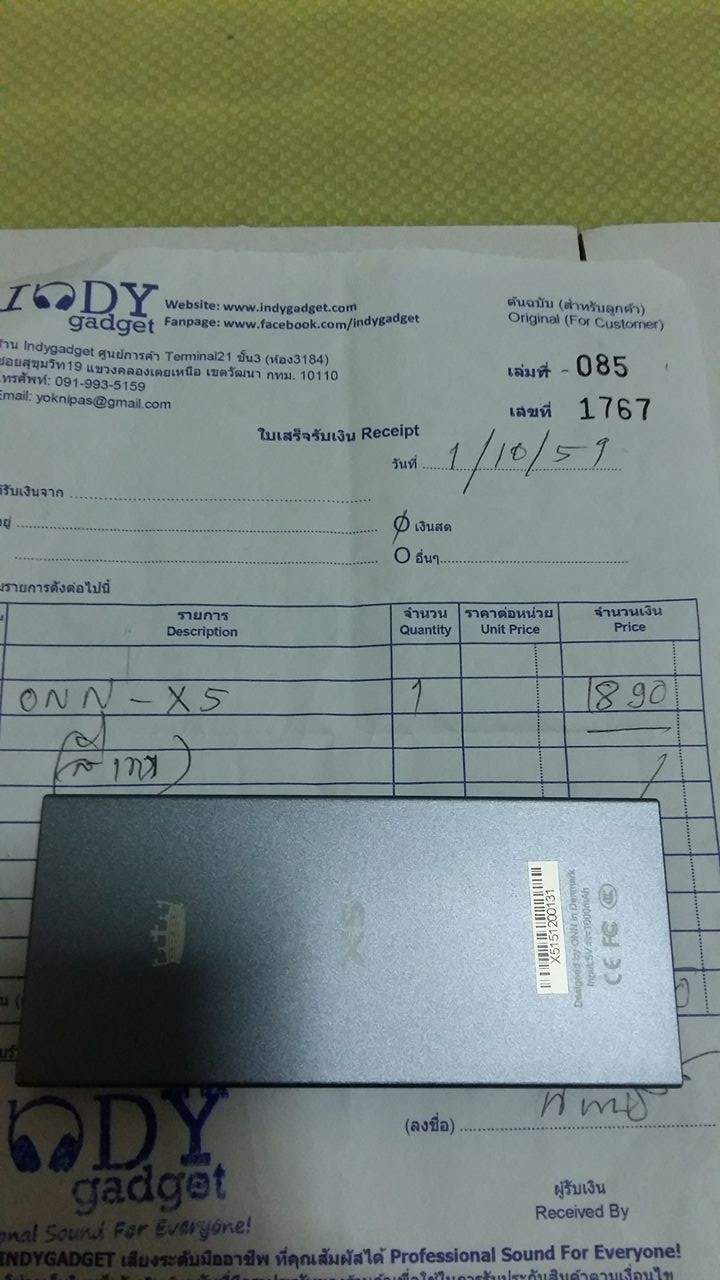 INDY gadget
Website: www.indygadget.com
Fanpage: www.facebook.com/indygadget
ต้นฉบับ (สำหรับลูกค้า)
Original (For Customer)
Indygadget ศูนย์การค้า Terminal21 ชั้น3 (ห้อง3184)
ซอยสุขุมวิท19 แขวงคลองเตยเหนือ เขตวัฒนา กทม. 10110
โทรศัพท์: 091-993-5159
Email: yoknipas@gmail.com
เล่มที่ - 085
เลขที่ 1767
ใบเสร็จรับเงิน Receipt
วันที่ 1/10/59
รับเงินจาก
เงินสด
อื่นๆ
รายการดังต่อไปนี้
รายการ จำนวน ราคาต่อหน่วย จำนวนเงิน
Description Quantity Unit Price Price
ONN - X5 1 1890
(สีเทา)
X5
X5151200131
Designed by ONN in Denmark
Input:5V ⎓ 1000mAh
CE FC
DY
gadget
onal Sound For Everyone!
(ลงชื่อ)
ผู้รับเงิน
Received By
INDYGADGET เสียงระดับมืออาชีพ ที่คุณสัมผัสได้ Professional Sound For Everyone!